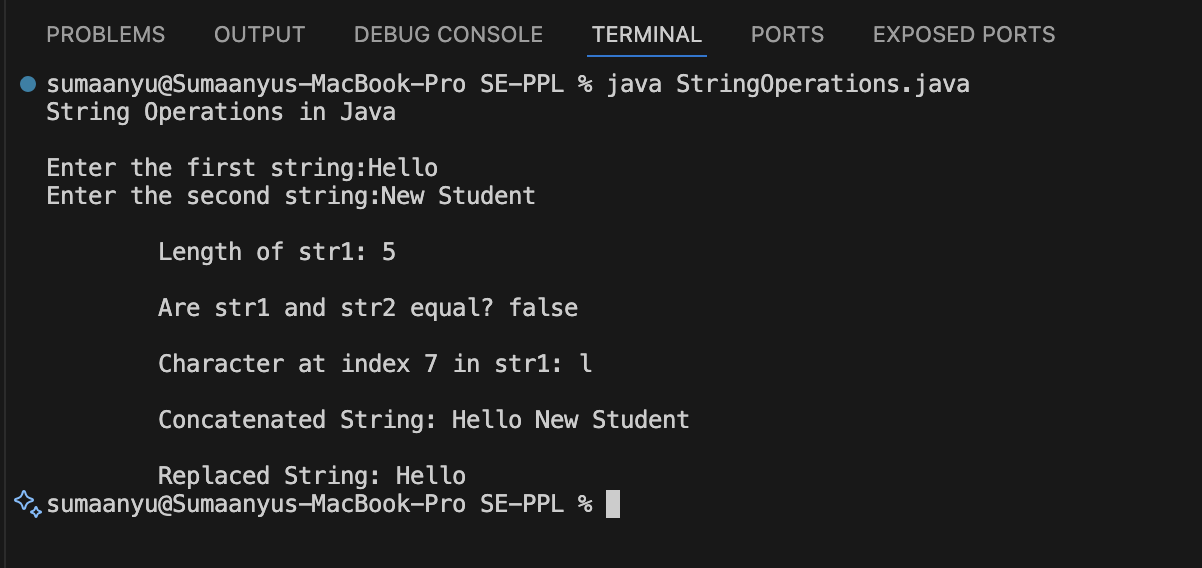 PROBLEMS OUTPUT DEBUG CONSOLE TERMINAL PORTS EXPOSED PORTS
sumaanyu@Sumaanyus-MacBook-Pro SE-PPL % java StringOperations.java
String Operations in Java
Enter the first string:Hello
Enter the second string:New Student
Length of str1: 5
Are str1 and str2 equal? false
Character at index 7 in str1: l
Concatenated String: Hello New Student
Replaced String: Hello
sumaanyu@Sumaanyus-MacBook-Pro SE-PPL %